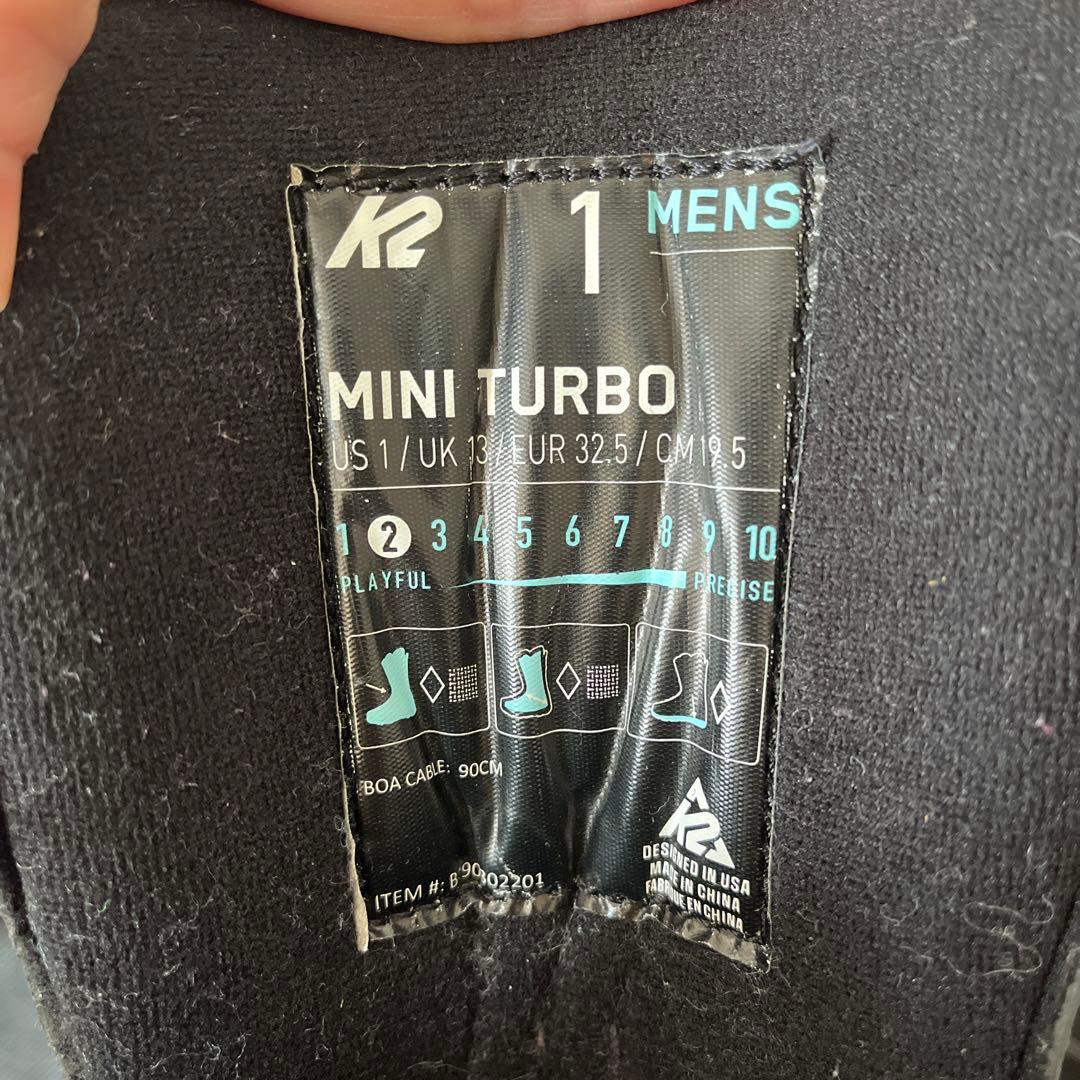 K2 1 MENS
MINI TURBO
US 1 / UK 13 / EUR 32.5 / CM 19.5
1 2 3 4 5 6 7 8 9 10
PLAYFUL PRECISE
BOA CABLE: 90CM
K2
ITEM #:
DESIGNED IN USA
MADE IN CHINA
FABRIQUE EN CHINA